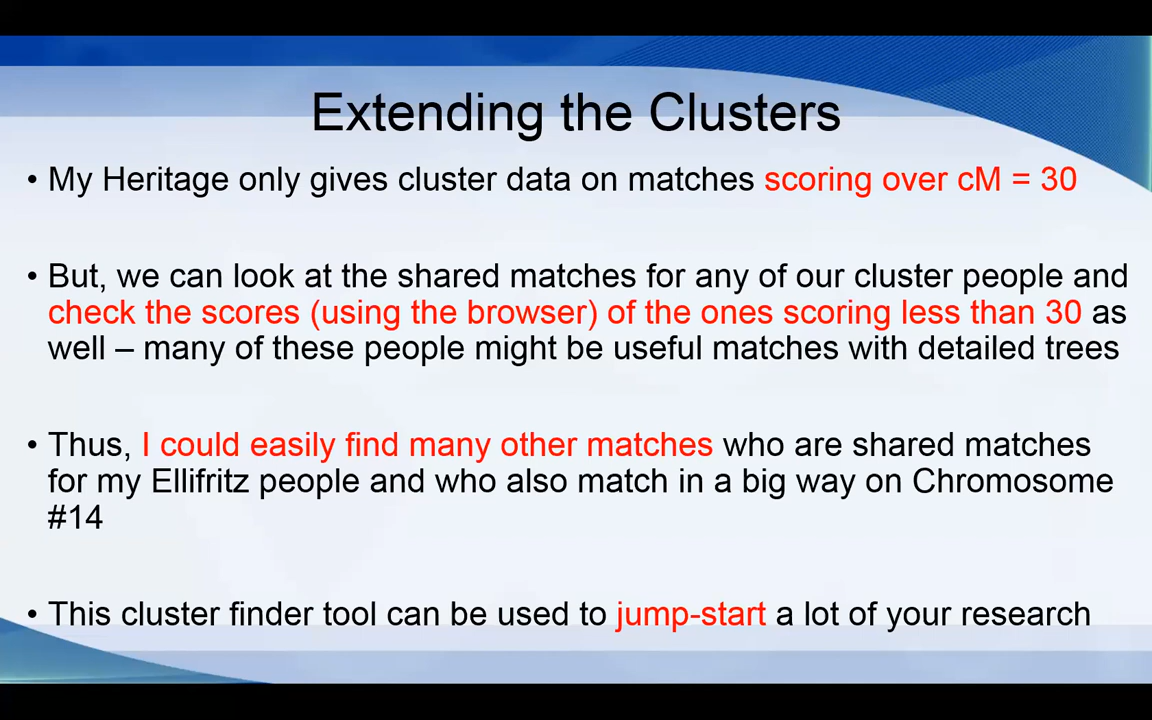 Extending the Clusters
• My Heritage only gives cluster data on matches scoring over cM = 30
• But, we can look at the shared matches for any of our cluster people and
check the scores (using the browser) of the ones scoring less than 30 as
well – many of these people might be useful matches with detailed trees
• Thus, I could easily find many other matches who are shared matches
for my Ellifritz people and who also match in a big way on Chromosome
#14
• This cluster finder tool can be used to jump-start a lot of your research